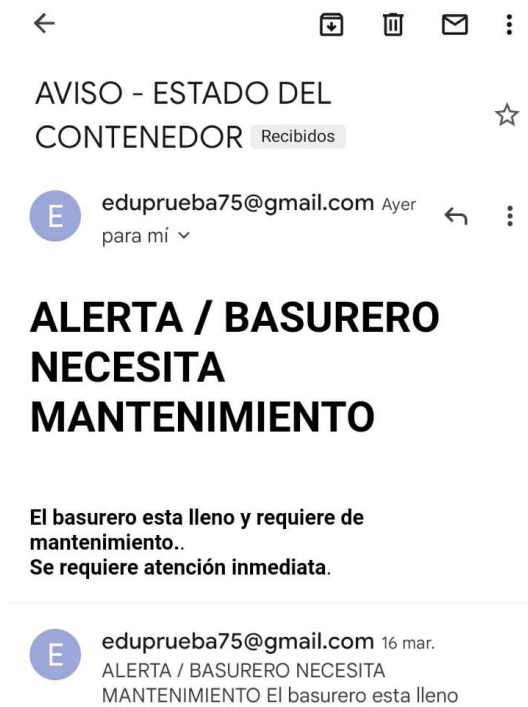 AVISO - ESTADO DEL
CONTENEDOR Recibidos
E
eduprueba75@gmail.com Ayer
para mí
ALERTA / BASURERO
NECESITA
MANTENIMIENTO
El basurero esta lleno y requiere de
mantenimiento..
Se requiere atención inmediata.
E
eduprueba75@gmail.com 16 mar.
ALERTA / BASURERO NECESITA
MANTENIMIENTO El basurero esta lleno